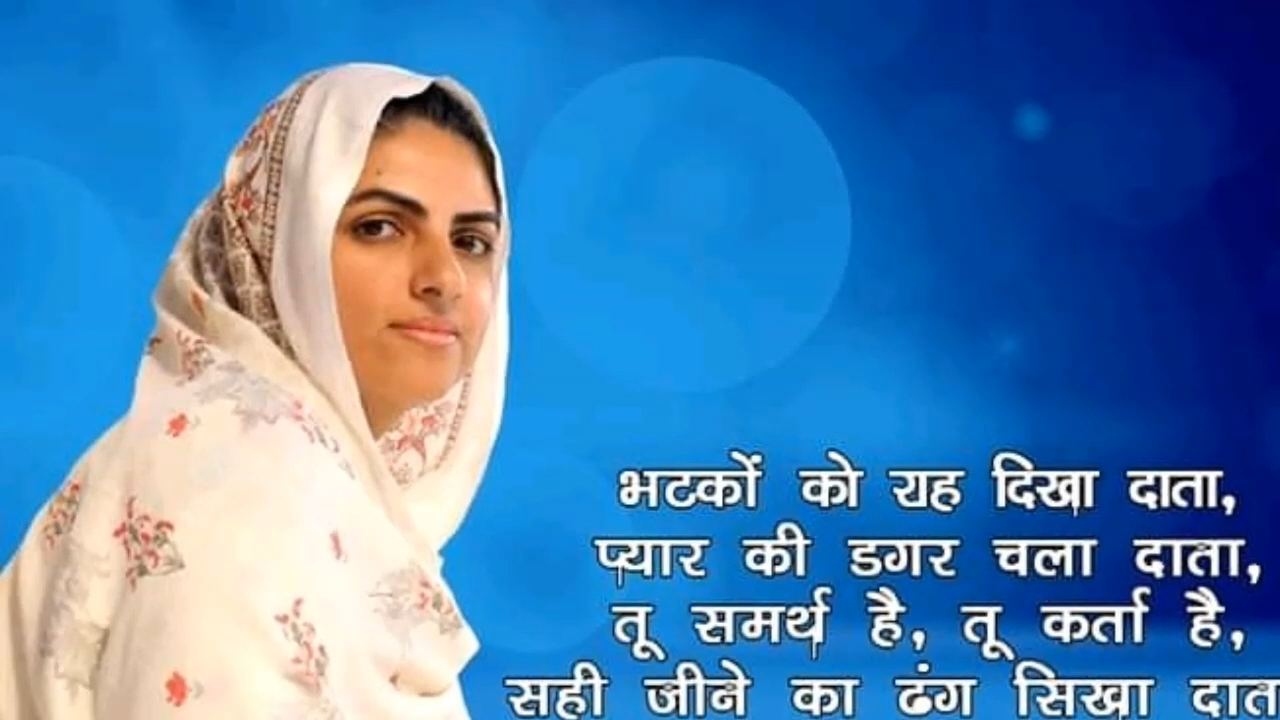 भटकों को राह दिखा दाता,
प्यार की डगर चला दाता,
तू समर्थ है, तू कर्ता है,
सही जीने का ढंग सिखा दात